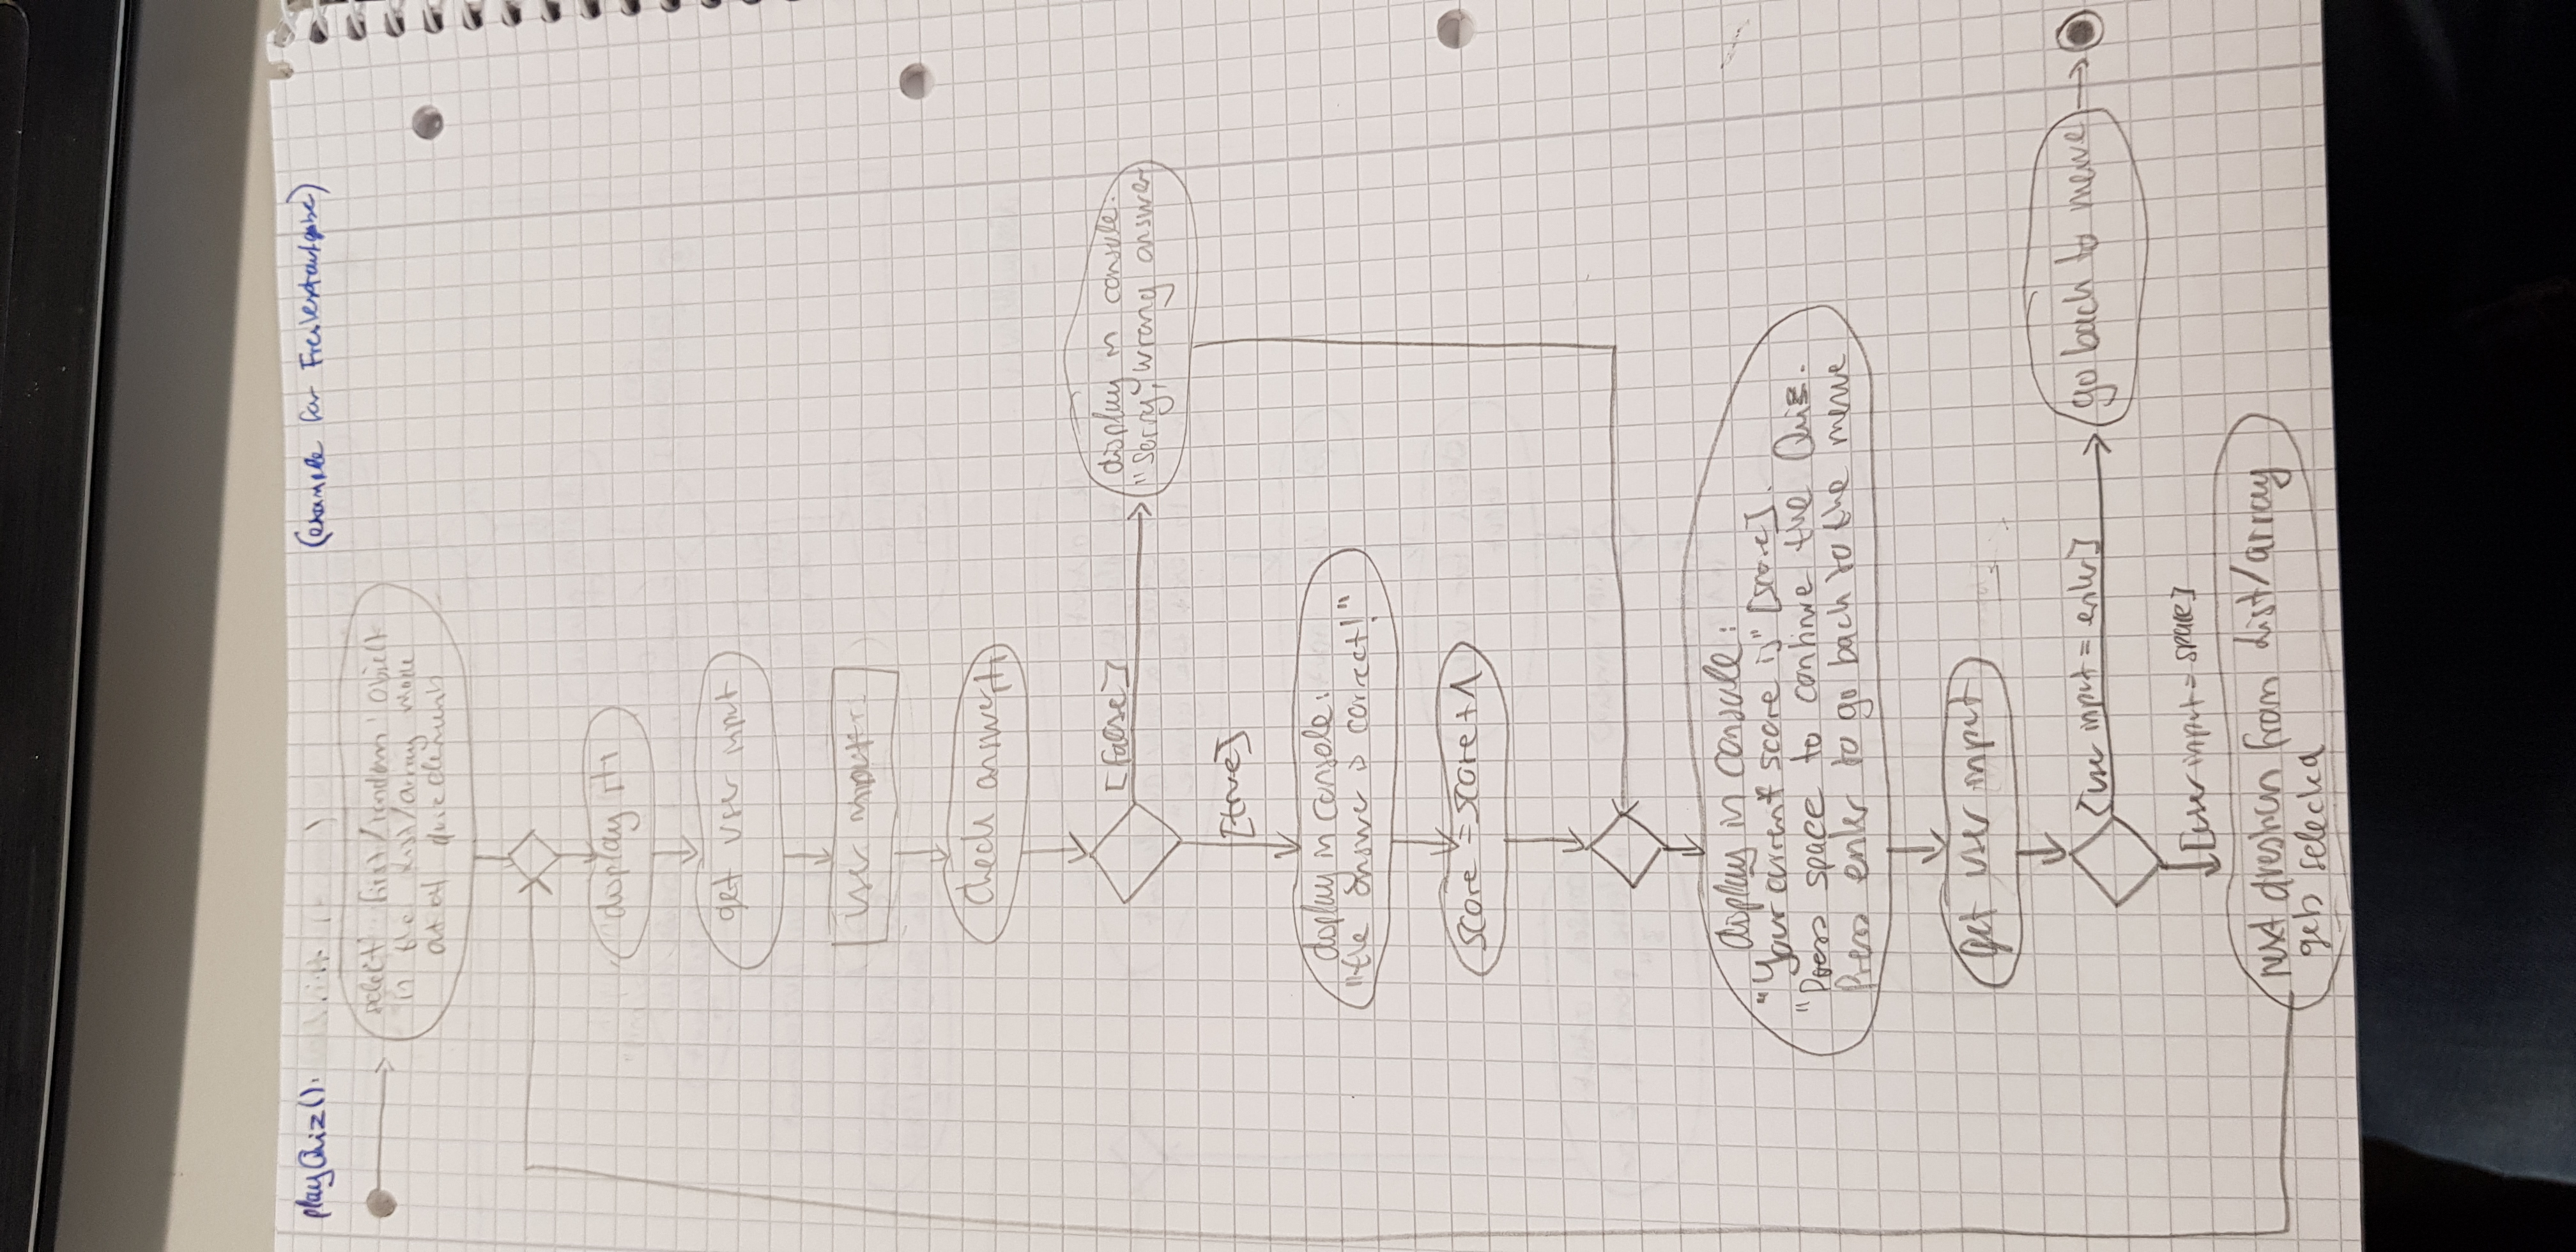 playQuiz():
(example for Freitextaufgabe)
select first/random object
in the List/array made
out of quizelements
display
get user input
user input
check answer
[false]
display in console:
"Sorry, wrong answer
[true]
display in console:
"the answer is correct!"
score = score + 1
display in console:
"Your current score is" [score].
"Press space to continue the Quiz.
Press enter to go back to the menue
get user input
[user input = enter]
go back to menue
[user input = space]
next question from List/array
gets selected